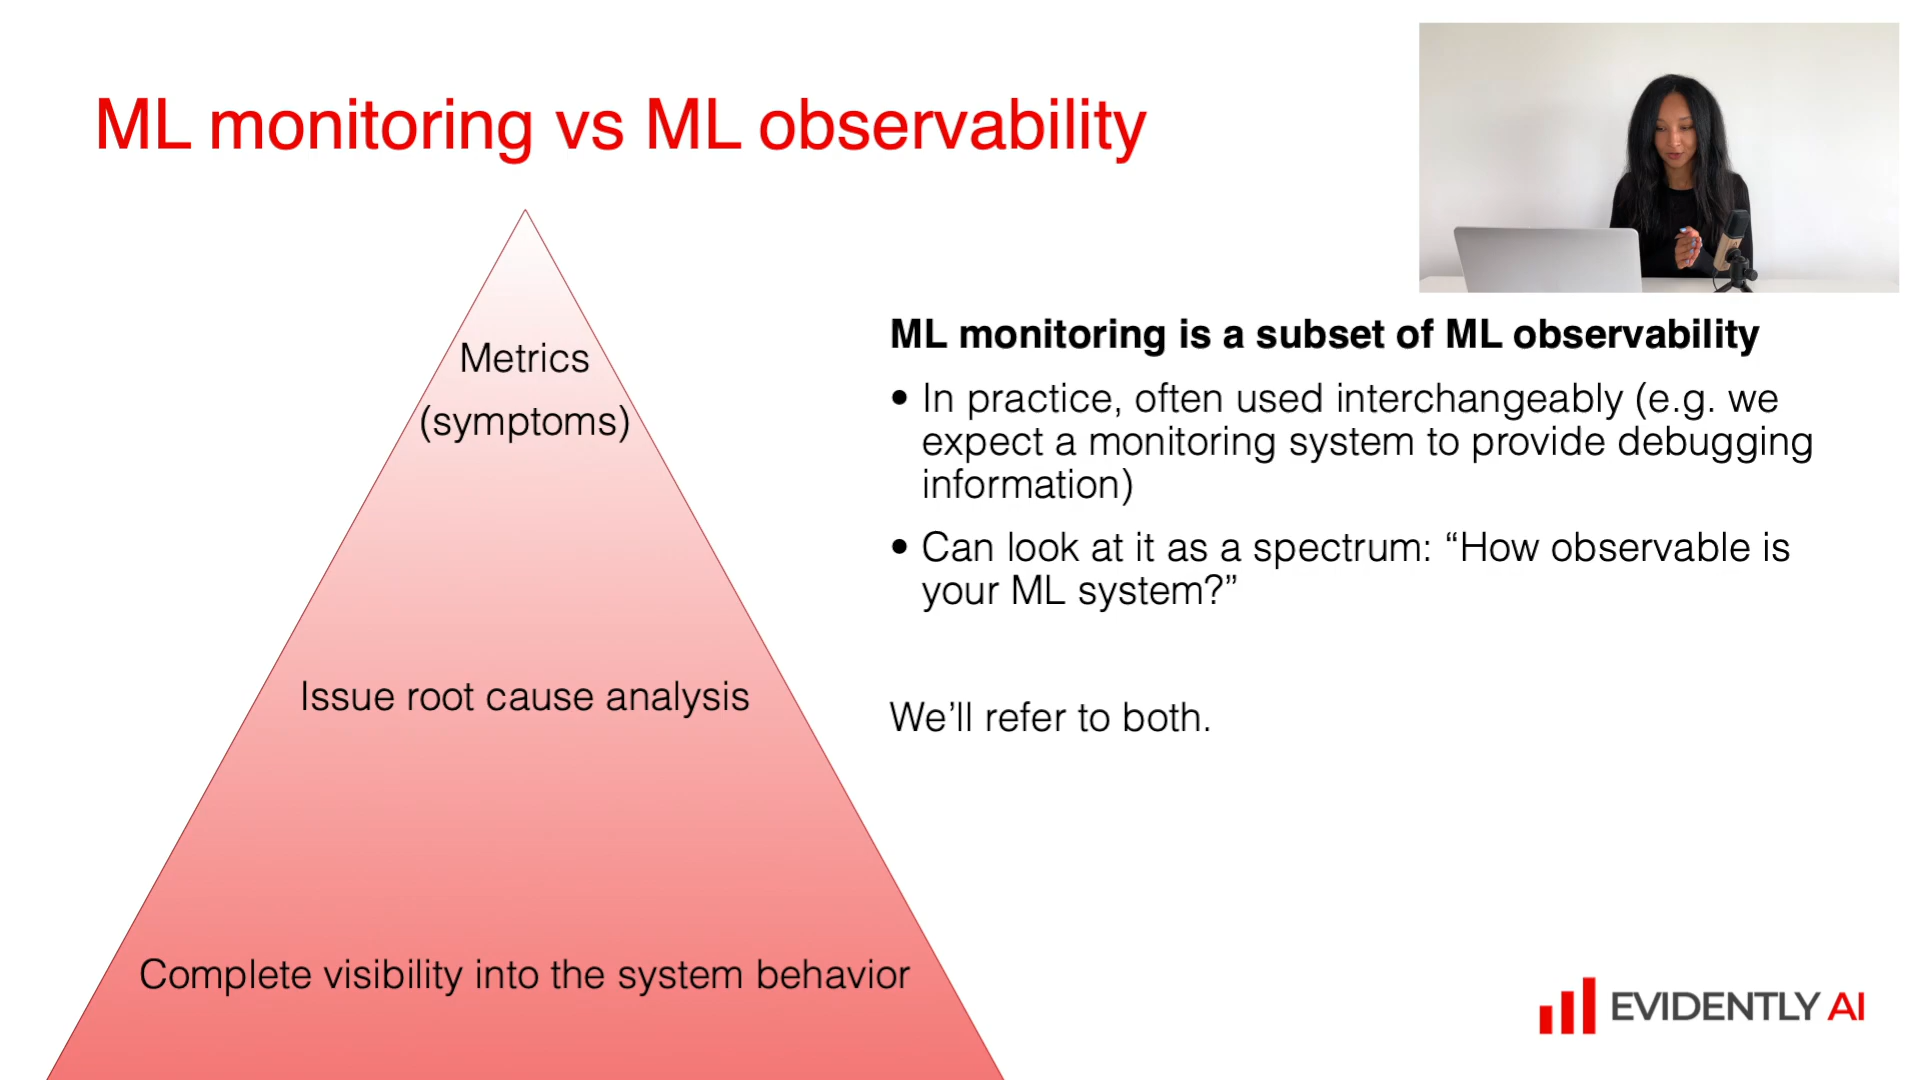 ML monitoring vs ML observability
Metrics
(symptoms)
Issue root cause analysis
Complete visibility into the system behavior
ML monitoring is a subset of ML observability
• In practice, often used interchangeably (e.g. we
expect a monitoring system to provide debugging
information)
• Can look at it as a spectrum: “How observable is
your ML system?”
We’ll refer to both.
EVIDENTLY AI